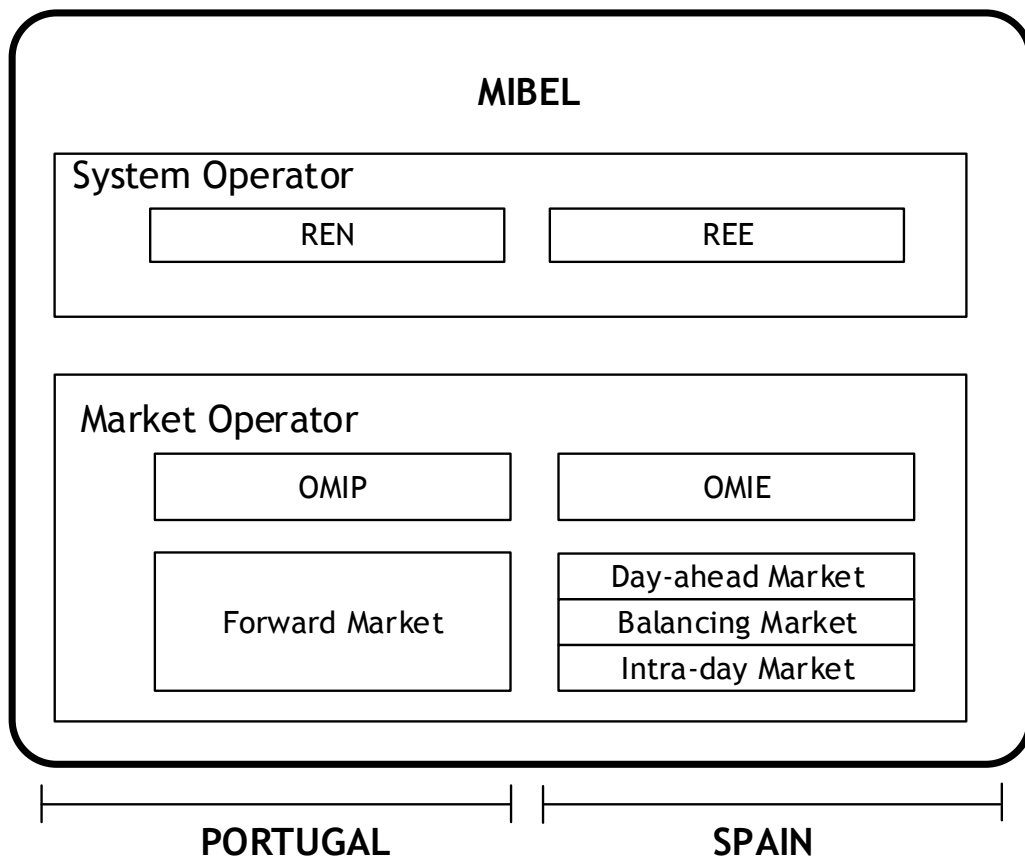 MIBEL
System Operator
REN
REE
Market Operator
OMIP
OMIE
Forward Market
Day-ahead Market
Balancing Market
Intra-day Market
PORTUGAL
SPAIN